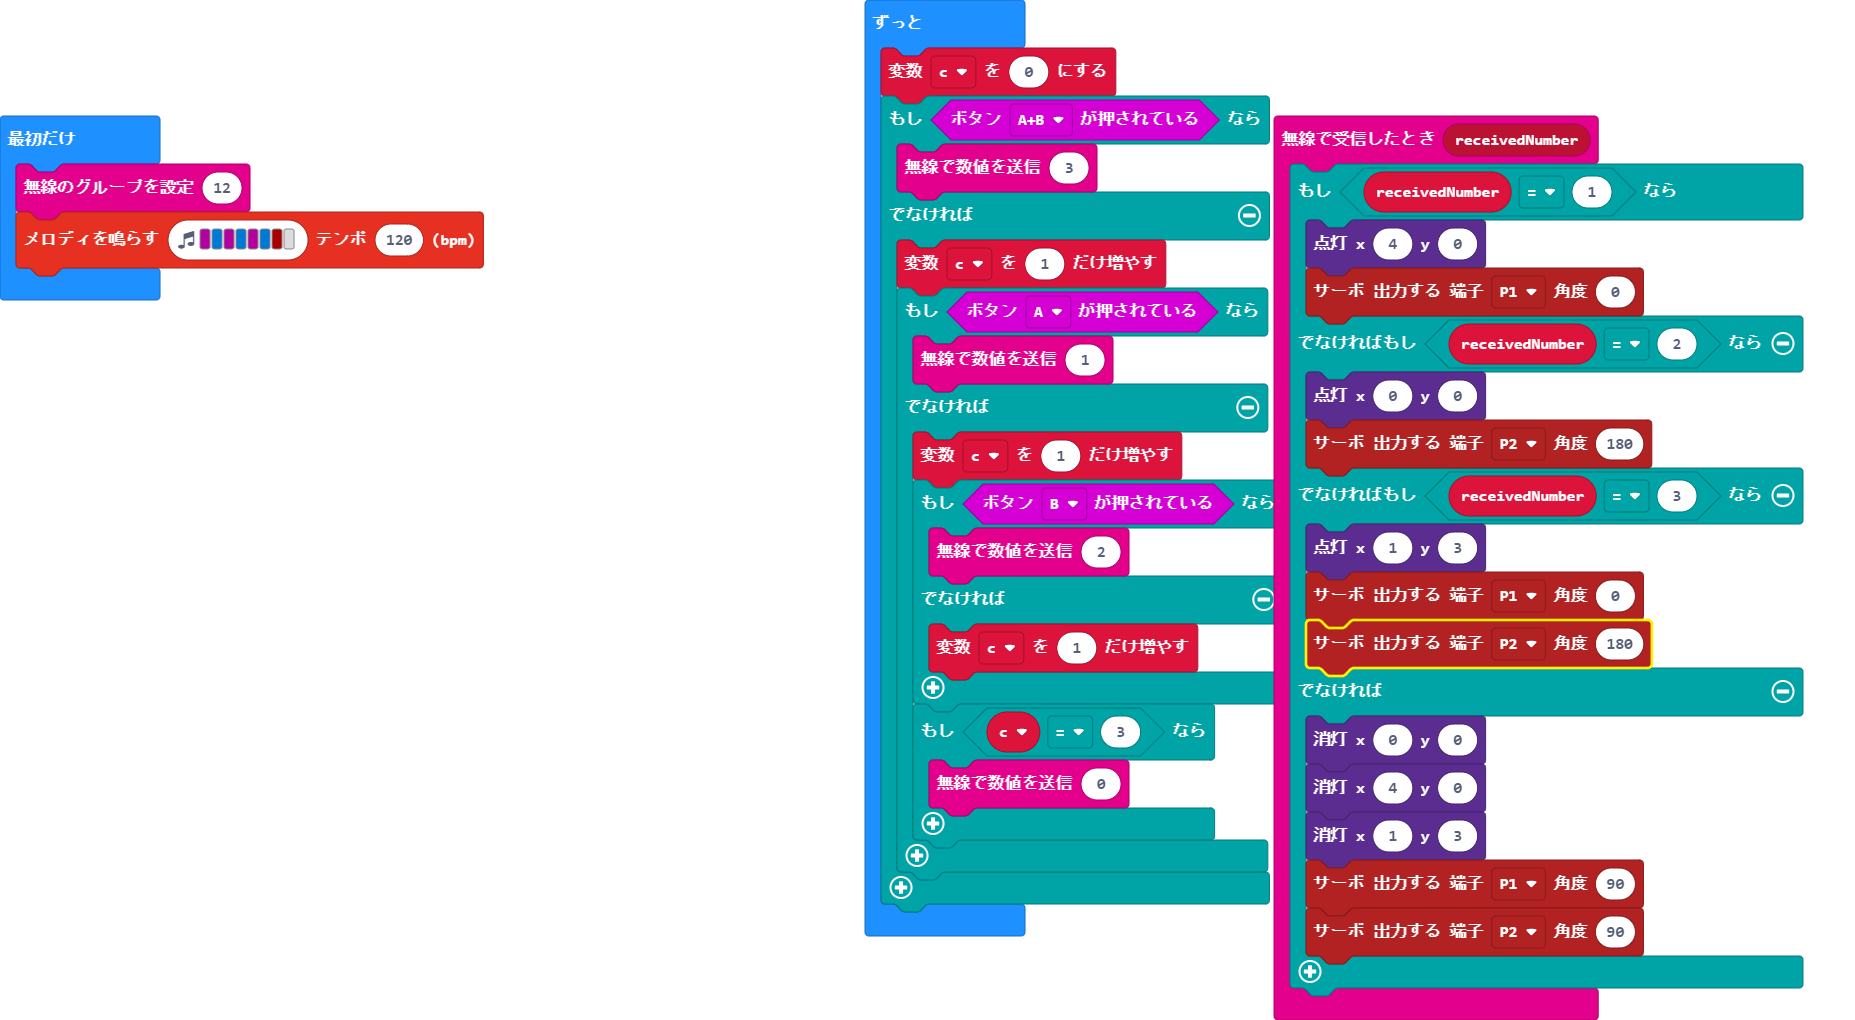 最初だけ
無線のグループを設定 12
メロディを鳴らす テンポ 120 (bpm)
ずっと
変数 c を 0 にする
もし ボタン A+B が押されている なら
無線で数値を送信 3
でなければ
変数 c を 1 だけ増やす
もし ボタン A が押されている なら
無線で数値を送信 1
でなければ
変数 c を 1 だけ増やす
もし ボタン B が押されている なら
無線で数値を送信 2
でなければ
変数 c を 1 だけ増やす
もし c = 3 なら
無線で数値を送信 0
無線で受信したとき receivedNumber
もし receivedNumber = 1 なら
点灯 x 4 y 0
サーボ 出力する 端子 P1 角度 0
でなければもし receivedNumber = 2 なら
点灯 x 0 y 0
サーボ 出力する 端子 P2 角度 180
でなければもし receivedNumber = 3 なら
点灯 x 1 y 3
サーボ 出力する 端子 P1 角度 0
サーボ 出力する 端子 P2 角度 180
でなければ
消灯 x 0 y 0
消灯 x 4 y 0
消灯 x 1 y 3
サーボ 出力する 端子 P1 角度 90
サーボ 出力する 端子 P2 角度 90